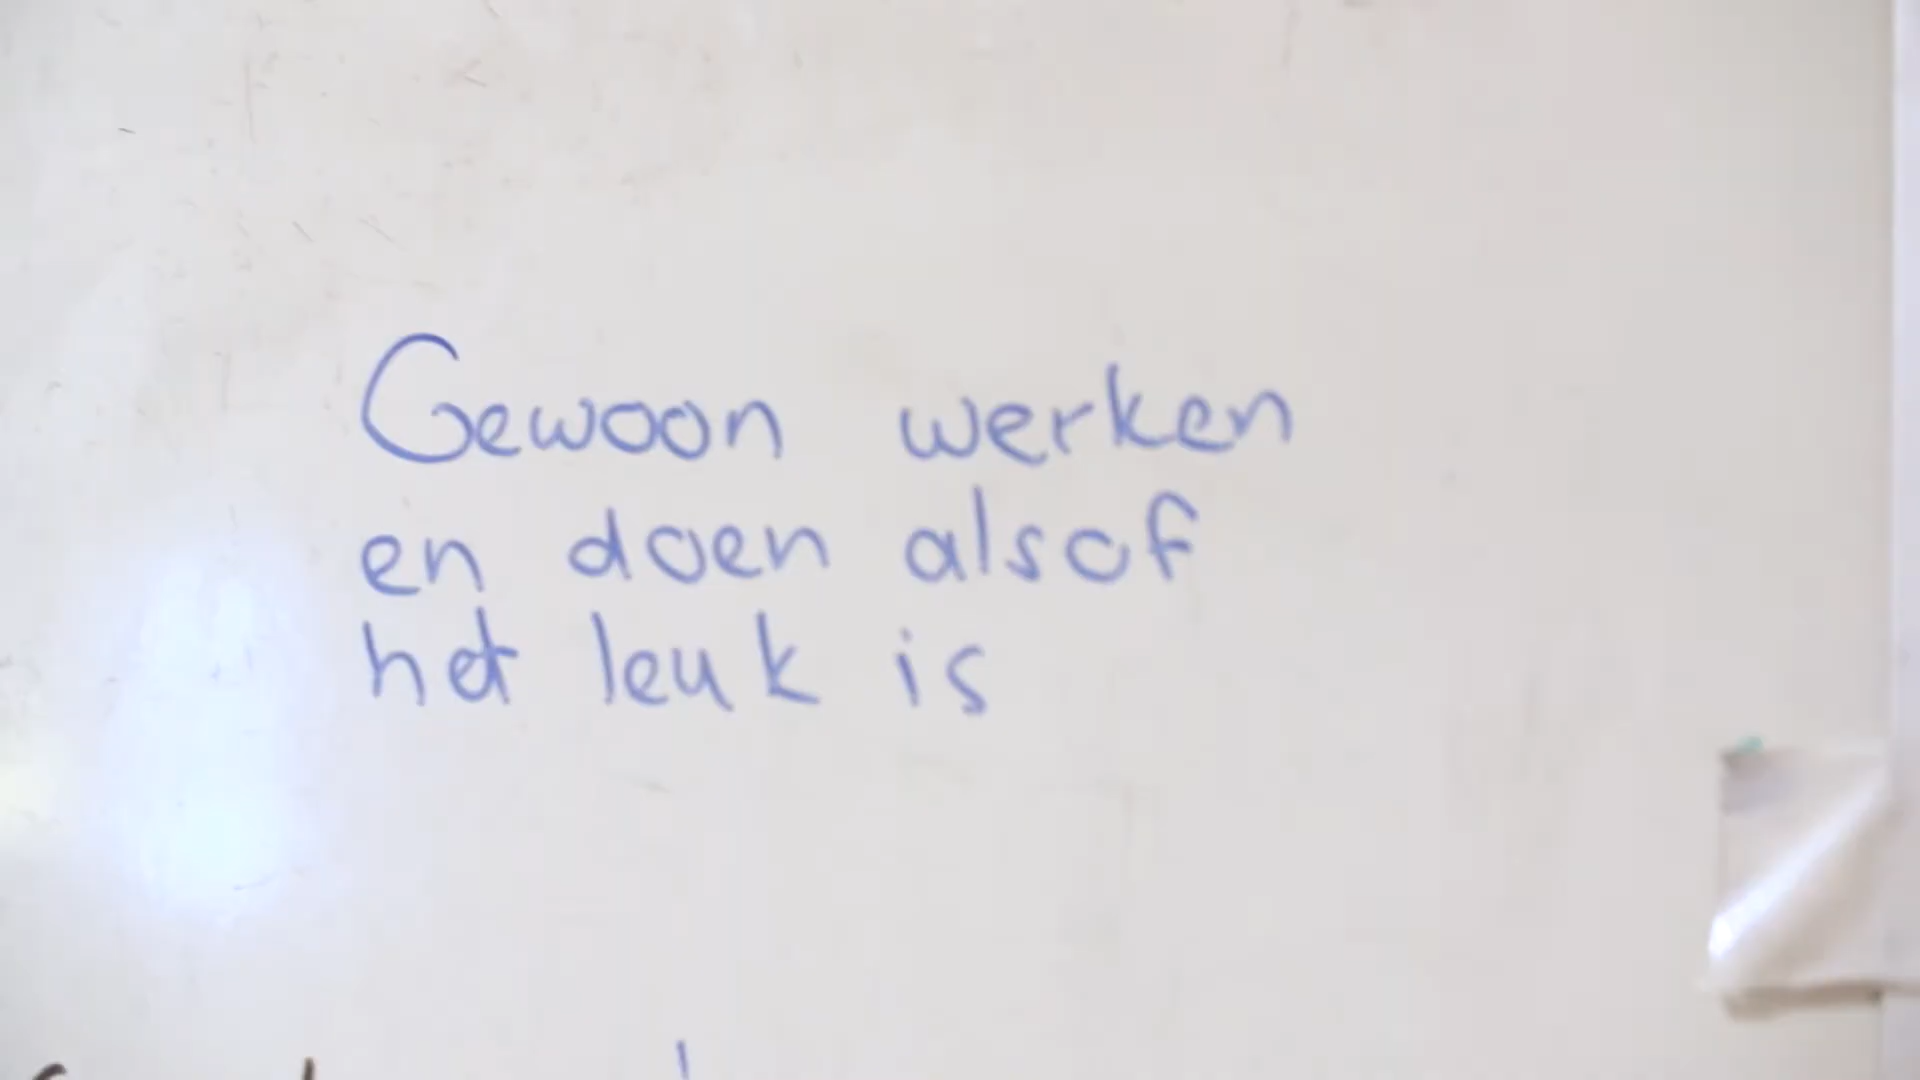 Gewoon werken
en doen alsof
het leuk is